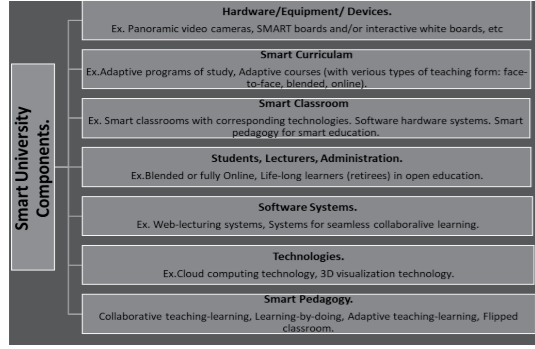 Smart University
Components.
Hardware/Equipment/ Devices.
Ex. Panoramic video cameras, SMART boards and/or interactive white boards, etc
Smart Curriculam
Ex.Adaptive programs of study, Adaptive courses (with verious types of teaching form: face-
to-face, blended, online).
Smart Classroom
Ex. Smart classrooms with corresponding technologies. Software hardware systems. Smart
pedagogy for smart education.
Students, Lecturers, Administration.
Ex.Blended or fully Online, Life-long learners (retirees) in open education.
Software Systems.
Ex. Web-lecturing systems, Systems for seamless collaboralive learning.
Technologies.
Ex.Cloud computing technology, 3D visualization technology.
Smart Pedagogy.
Collaborative teaching-learning, Learning-by-doing, Adaptive teaching-learning, Flipped
classroom.